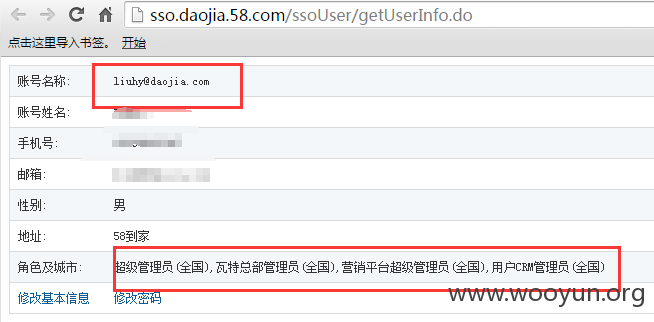 sso.daojia.58.com/ssoUser/getUserInfo.do
点击这里导入书签。 开始
账号名称: liuhy@daojia.com
账号姓名:
手机号:
邮箱:
性别: 男
地址: 58到家
角色及城市: 超级管理员(全国),瓦特总部管理员(全国),营销平台超级管理员(全国),用户CRM管理员(全国)
修改基本信息 修改密码
www.wooyun.org